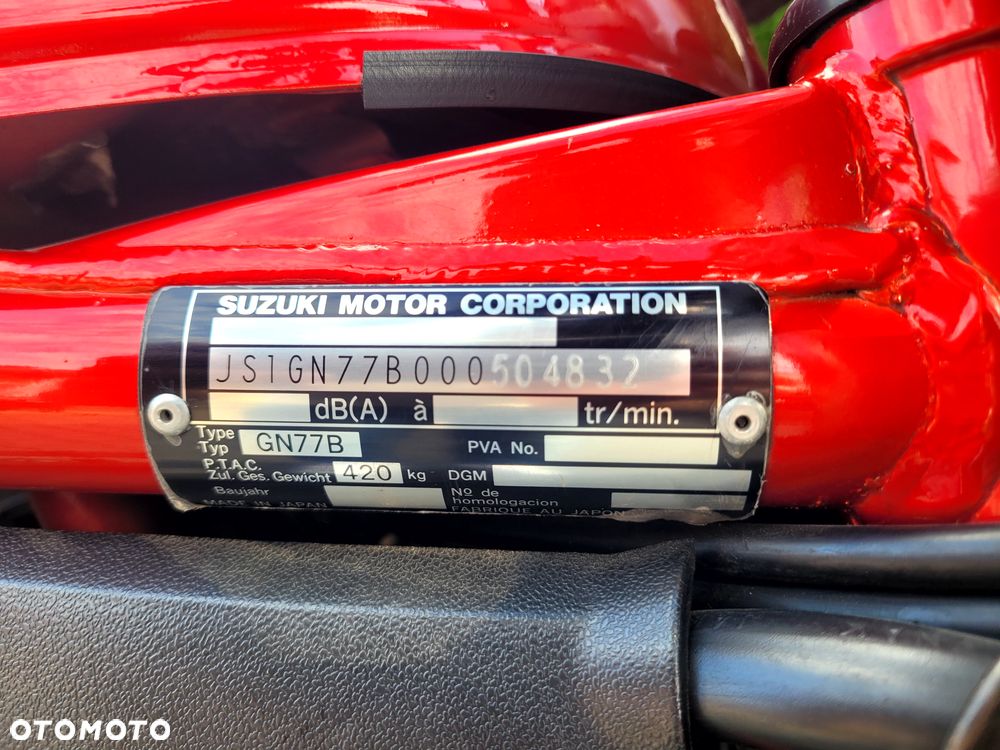 SUZUKI MOTOR CORPORATION
JS1GN77B000504832
dB(A) à tr/min.
Type
Typ GN77B PVA No.
P.T.A.C.
Zul. Ges. Gewicht 420 kg DGM
Baujahr Nº de
homologacion
MADE IN JAPAN FABRIQUE AU JAPON
OTOMOTO